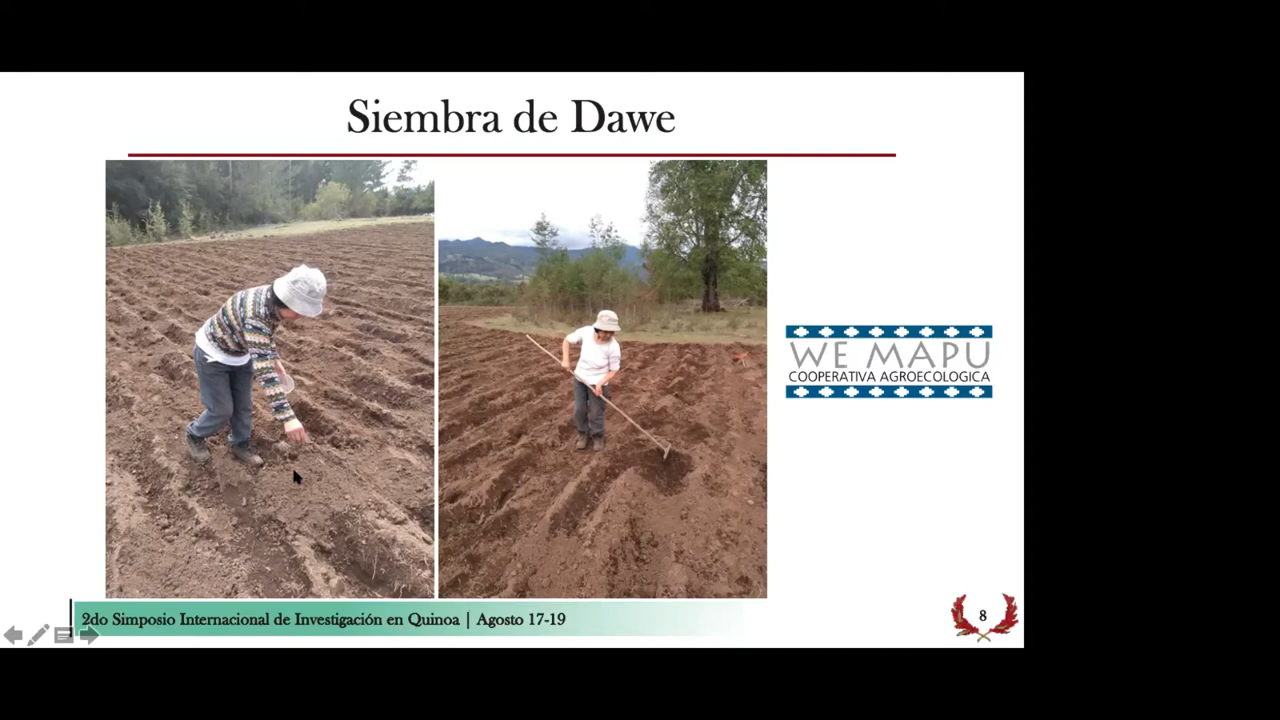 Siembra de Dawe
WE MAPU
COOPERATIVA AGROECOLOGICA
2do Simposio Internacional de Investigación en Quinoa | Agosto 17-19
8